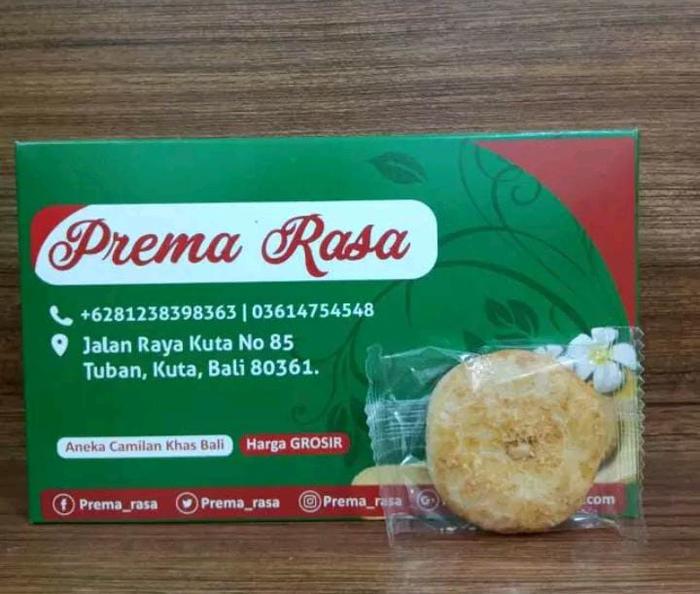 Prema Rasa
+6281238398363 | 03614754548
Jalan Raya Kuta No 85
Tuban, Kuta, Bali 80361.
Aneka Camilan Khas Bali
Harga GROSIR
Prema_rasa
Prema_rasa
Prema_rasa
G+
.com